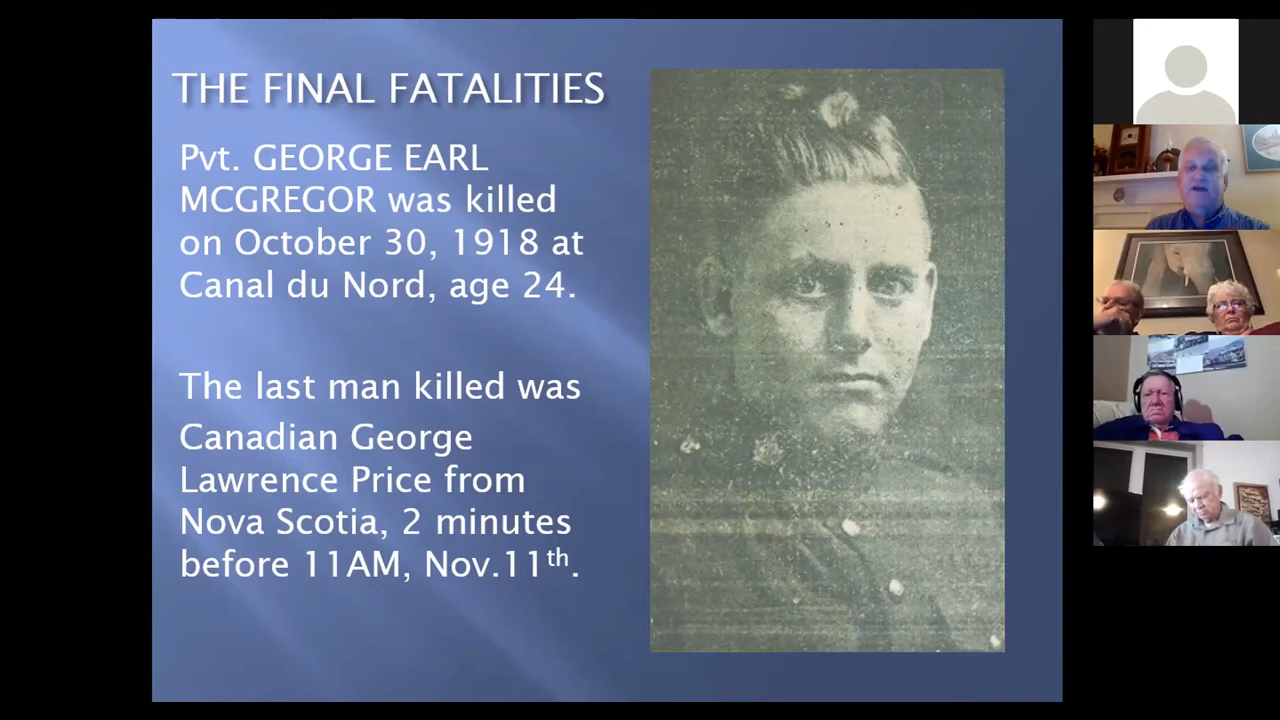 THE FINAL FATALITIES
Pvt. GEORGE EARL
MCGREGOR was killed
on October 30, 1918 at
Canal du Nord, age 24.
The last man killed was
Canadian George
Lawrence Price from
Nova Scotia, 2 minutes
before 11AM, Nov.11th.